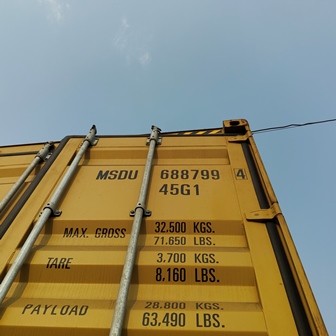 MSDU 688799 4
45G1
MAX. GROSS 32.500 KGS.
71.650 LBS.
TARE 3.700 KGS.
8,160 LBS.
PAYLOAD 28.800 KGS.
63,490 LBS.